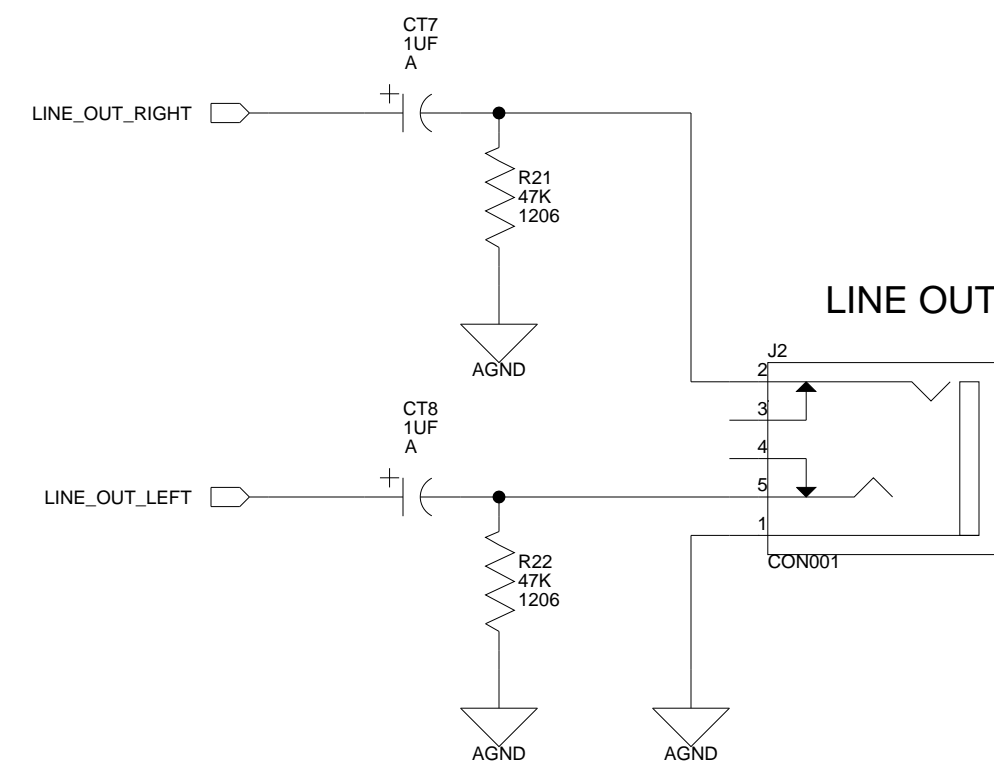 CT7
1UF
A
+
LINE_OUT_RIGHT
R21
47K
1206
AGND
LINE OUT
J2
2
3
4
5
1
CON001
CT8
1UF
A
+
LINE_OUT_LEFT
R22
47K
1206
AGND
AGND